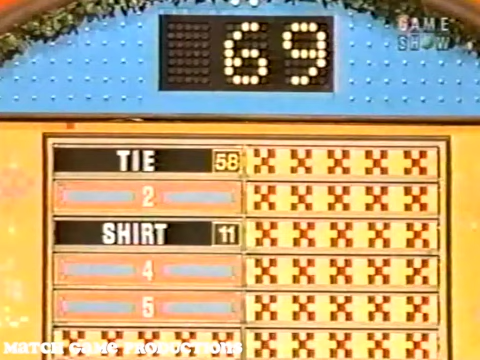 69
GAME
SHOW
TIE 58
2
SHIRT 11
4
5
MATCH GAME PRODUCTIONS